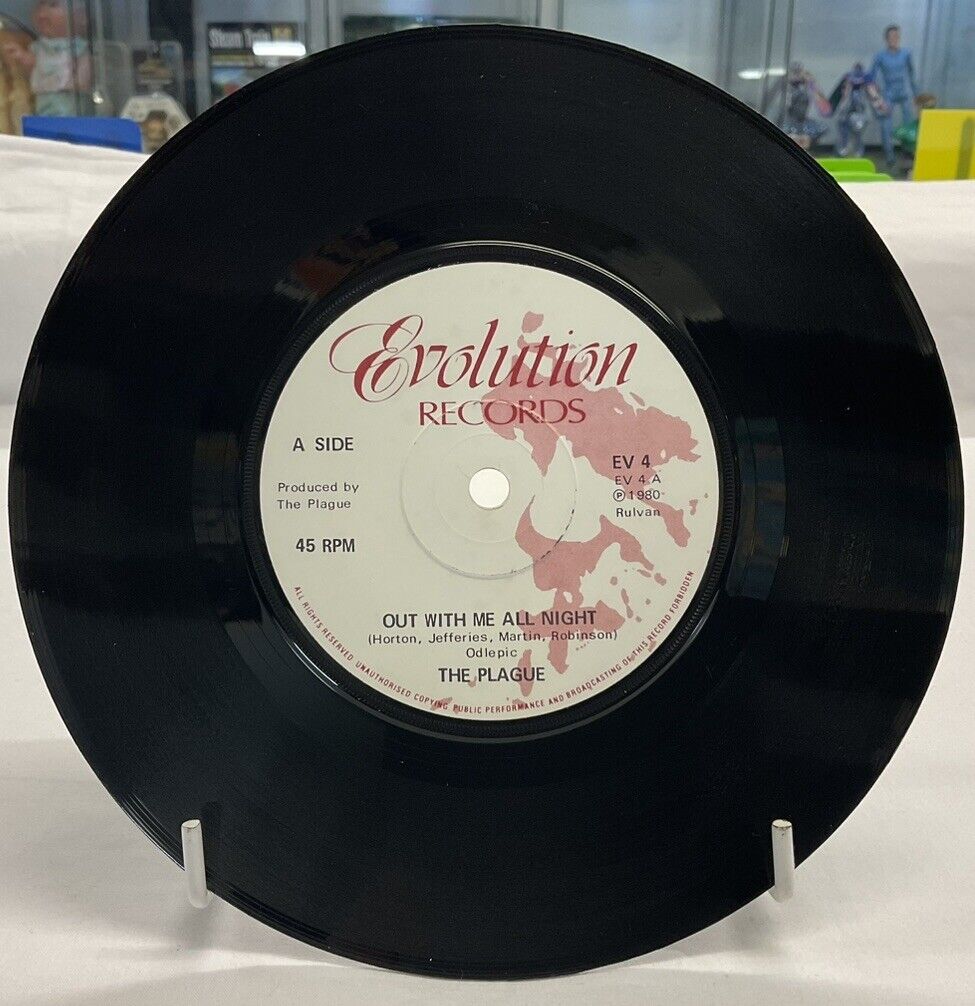 Evolution
RECORDS
A SIDE
Produced by
The Plague
45 RPM
EV 4
EV 4 A
℗ 1980
Rulvan
OUT WITH ME ALL NIGHT
(Horton, Jefferies, Martin, Robinson)
Odlepic
THE PLAGUE
ALL RIGHTS RESERVED. UNAUTHORISED COPYING PUBLIC PERFORMANCE AND BROADCASTING OF THIS RECORD FORBIDDEN